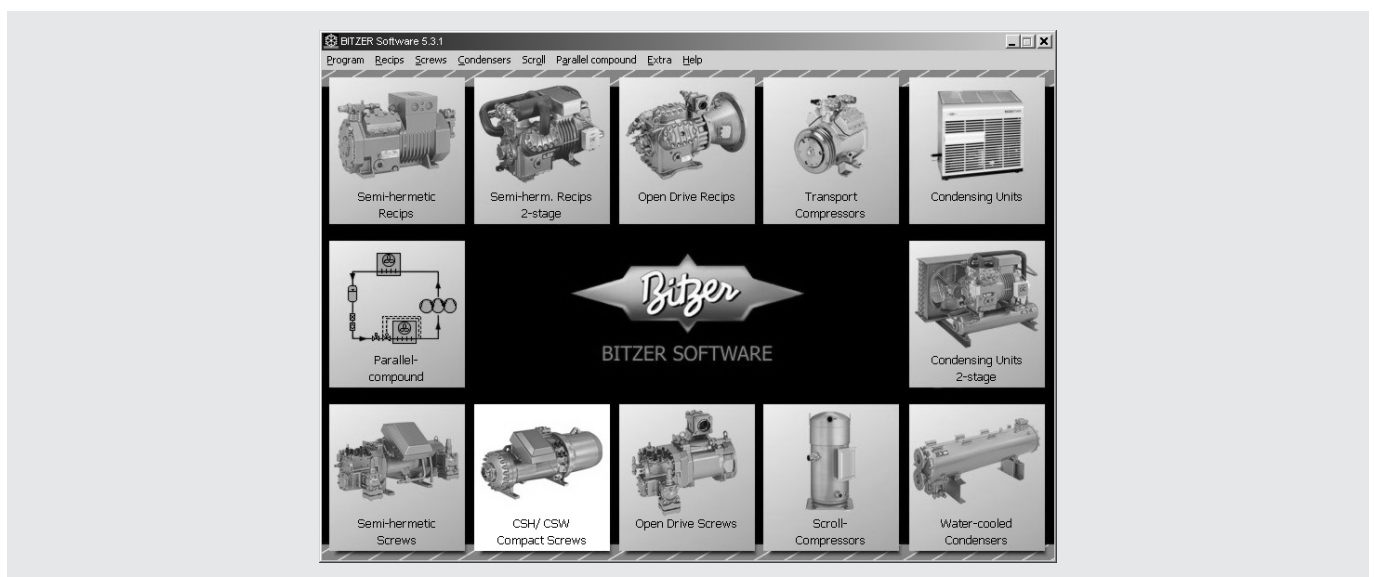 BITZER Software 5.3.1
Program Recips Screws Condensers Scroll Parallel compound Extra Help
Semi-hermetic
Recips
Semi-herm. Recips
2-stage
Open Drive Recips
Transport
Compressors
Condensing Units
Parallel-
compound
Bitzer
BITZER SOFTWARE
Condensing Units
2-stage
Semi-hermetic
Screws
CSH/ CSW
Compact Screws
Open Drive Screws
Scroll-
Compressors
Water-cooled
Condensers